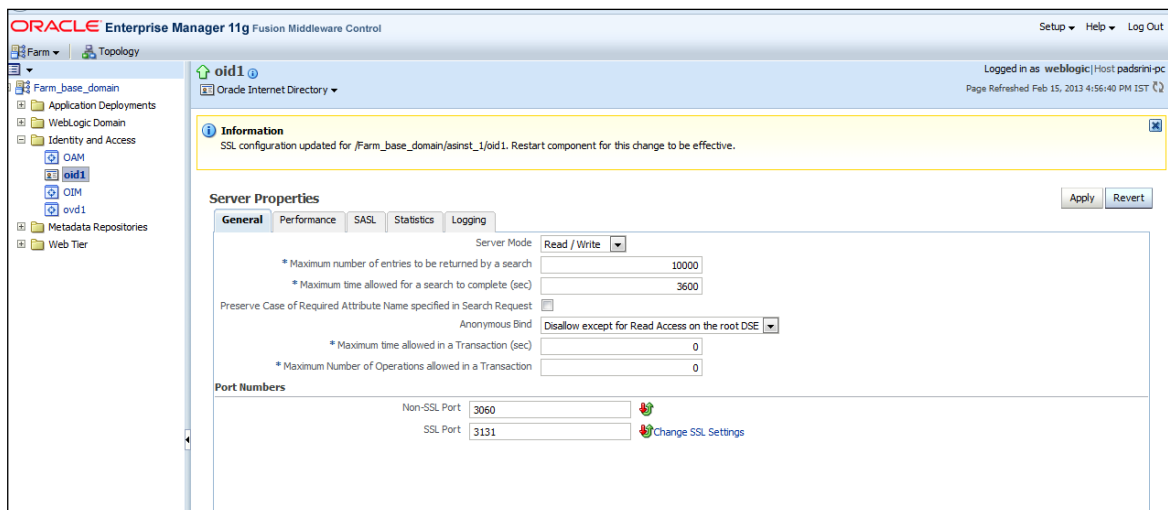 ORACLE Enterprise Manager 11g Fusion Middleware Control
Setup Help Log Out
Farm Topology
Farm_base_domain
Application Deployments
WebLogic Domain
Identity and Access
OAM
oid1
OIM
ovd1
Metadata Repositories
Web Tier
oid1
Logged in as weblogic|Host padsrini-pc
Oracle Internet Directory
Page Refreshed Feb 15, 2013 4:56:40 PM IST
Information
SSL configuration updated for /Farm_base_domain/asinst_1/oid1. Restart component for this change to be effective.
Server Properties
Apply Revert
General Performance SASL Statistics Logging
Server Mode Read / Write
* Maximum number of entries to be returned by a search 10000
* Maximum time allowed for a search to complete (sec) 3600
Preserve Case of Required Attribute Name specified in Search Request
Anonymous Bind Disallow except for Read Access on the root DSE
* Maximum time allowed in a Transaction (sec) 0
* Maximum Number of Operations allowed in a Transaction 0
Port Numbers
Non-SSL Port 3060
SSL Port 3131 Change SSL Settings